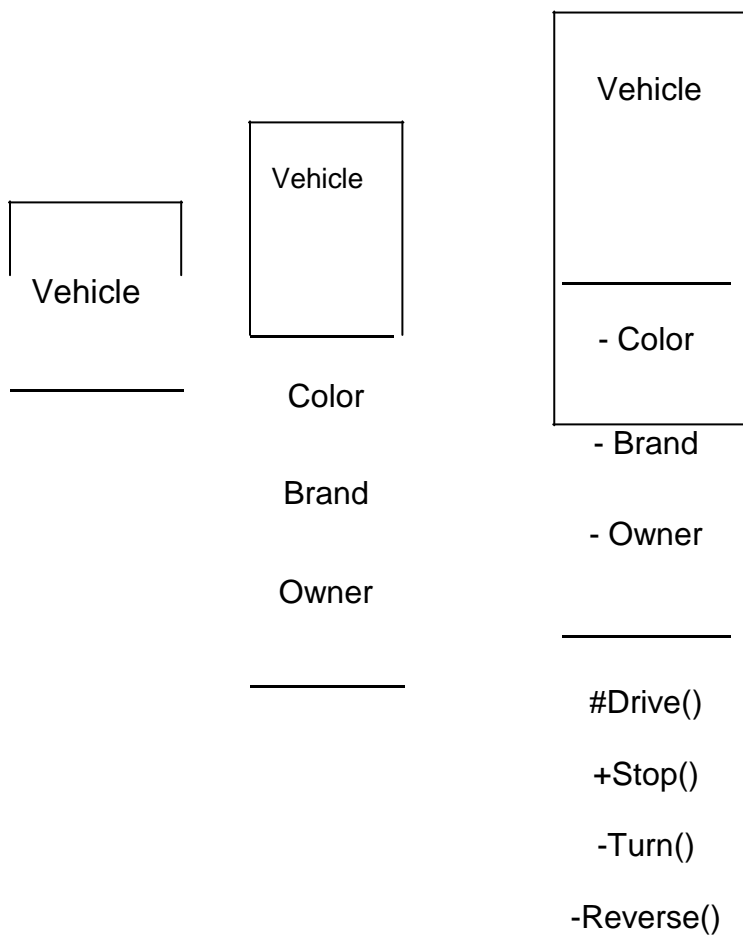 Vehicle
Vehicle
Color
Brand
Owner
Vehicle
- Color
- Brand
- Owner
#Drive()
+Stop()
-Turn()
-Reverse()